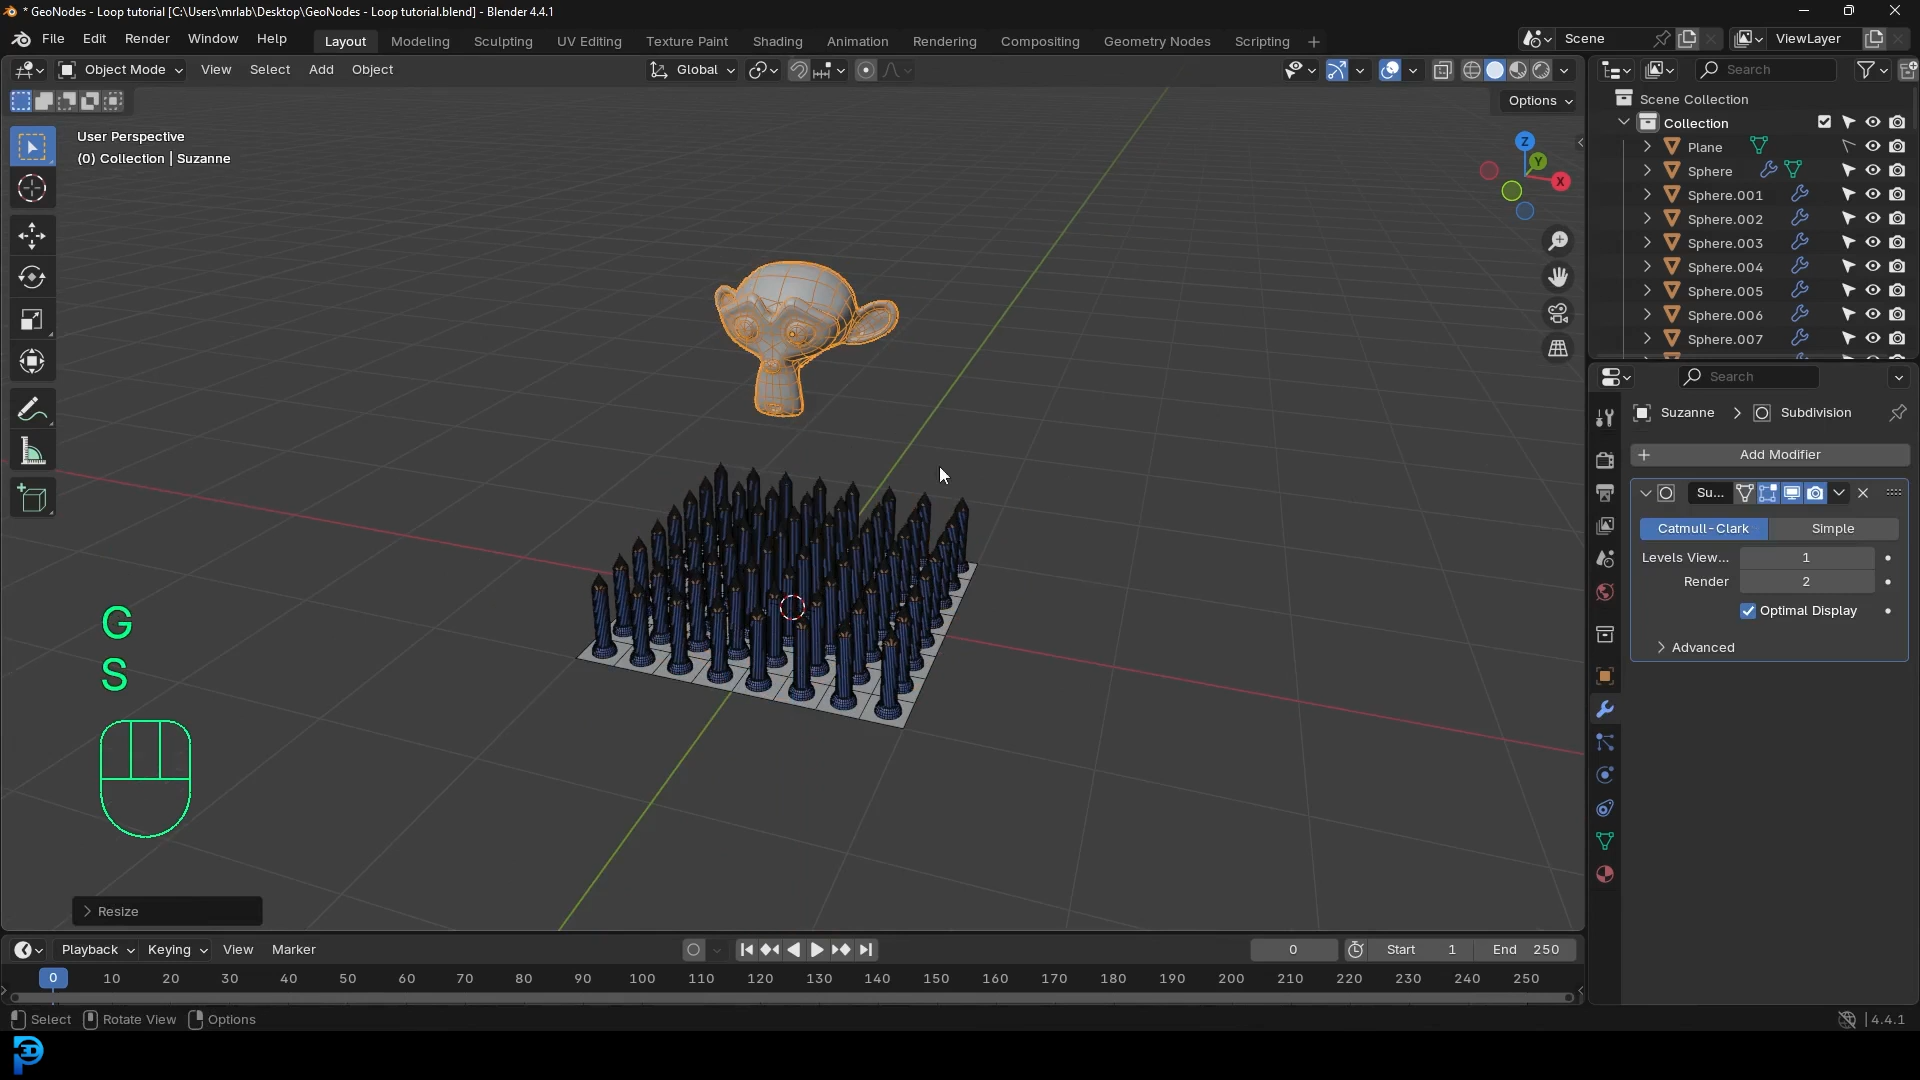 * GeoNodes - Loop tutorial [C:\Users\mrlab\Desktop\GeoNodes - Loop tutorial.blend] - Blender 4.4.1
File Edit Render Window Help
Layout Modeling Sculpting UV Editing Texture Paint Shading Animation Rendering Compositing Geometry Nodes Scripting +
Scene
ViewLayer
Object Mode View Select Add Object
Global
Search
Options
User Perspective
(0) Collection | Suzanne
Z
Y
X
Scene Collection
Collection
Plane
Sphere
Sphere.001
Sphere.002
Sphere.003
Sphere.004
Sphere.005
Sphere.006
Sphere.007
Search
Suzanne > Subdivision
+ Add Modifier
Su...
Catmull-Clark Simple
Levels View... 1
Render 2
Optimal Display
Advanced
G
S
Resize
Playback Keying View Marker
0
Start 1 End 250
0 10 20 30 40 50 60 70 80 90 100 110 120 130 140 150 160 170 180 190 200 210 220 230 240 250
Select Rotate View Options
4.4.1
3D